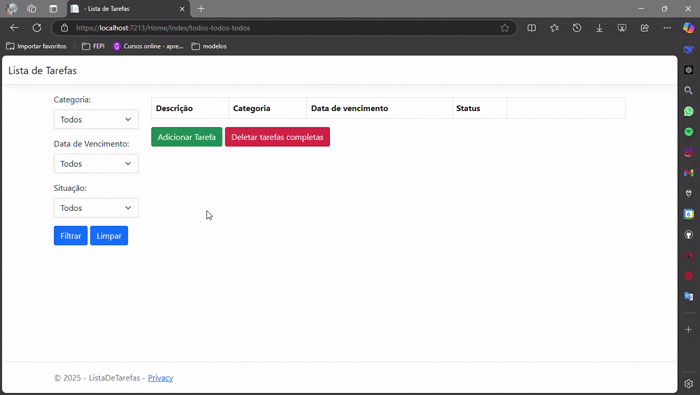 - Lista de Tarefas
https://localhost:7213/Home/Index/todos-todos-todos
Importar favoritos
FEPI
Cursos online - apre...
modelos
Lista de Tarefas
Categoria:
Todos
Data de Vencimento:
Todos
Situação:
Todos
Filtrar Limpar
Descrição Categoria Data de vencimento Status
Adicionar Tarefa Deletar tarefas completas
© 2025 - ListaDeTarefas - Privacy